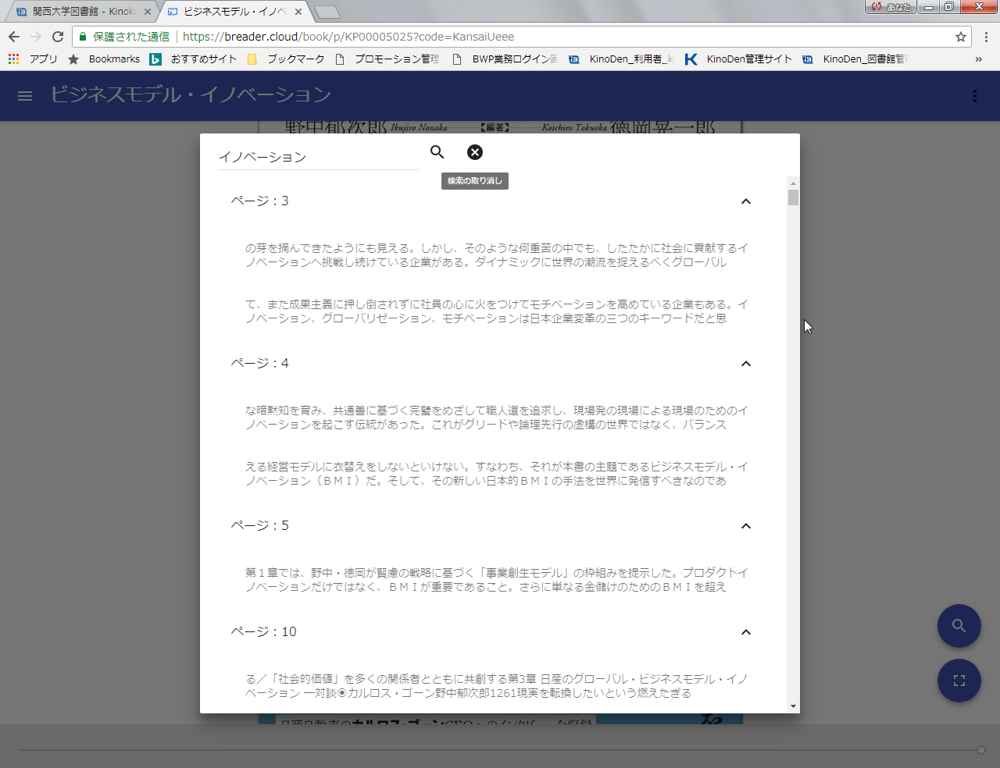 関西大学図書館 - Kinok
ビジネスモデル・イノベ
あなた
保護された通信 https://breader.cloud/book/p/KP00005025?code=KansaiUeee
アプリ Bookmarks おすすめサイト ブックマーク プロモーション管理 BWP業務ログイン画 KinoDen_利用者_ki KinoDen管理サイト KinoDen_図書館管理 »
ビジネスモデル・イノベーション
野中郁次郎 Ikujiro Nonaka 【編著】 Koichiro Tokuoka 徳岡晃一郎
イノベーション
検索の取り消し
ページ : 3
の芽を摘んできたようにも見える。しかし、そのような何重苦の中でも、したたかに社会に貢献するイ
ノベーションへ挑戦し続けている企業がある。ダイナミックに世界の潮流を捉えるべくグローバル
て、また成果主義に押し倒されずに社員の心に火をつけてモチベーションを高めている企業もある。イ
ノベーション、グローバリゼーション、モチベーションは日本企業変革の三つのキーワードだと思
ページ : 4
な暗黙知を育み、共通善に基づく完璧をめざして職人道を追求し、現場発の現場による現場のためのイ
ノベーションを起こす伝統があった。これがグリードや論理先行の虚構の世界ではなく、バランス
える経営モデルに衣替えをしないといけない。すなわち、それが本書の主題であるビジネスモデル・イ
ノベーション（ＢＭＩ）だ。そして、その新しい日本的ＢＭＩの手法を世界に発信すべきなのであ
ページ : 5
第１章では、野中・徳岡が賢慮の戦略に基づく「事業創生モデル」の枠組みを提示した。プロダクトイ
ノベーションだけではなく、ＢＭＩが重要であること。さらに単なる金儲けのためのＢＭＩを超え
ページ : 10
る／「社会的価値」を多くの関係者とともに共創する第3章 日産のグローバル・ビジネスモデル・イノ
ベーション ―対談◉カルロス・ゴーン野中郁次郎1261現実を転換したいという燃えたぎる
日産自動車のカルロス・ゴーンCEOへのインタビューを収録